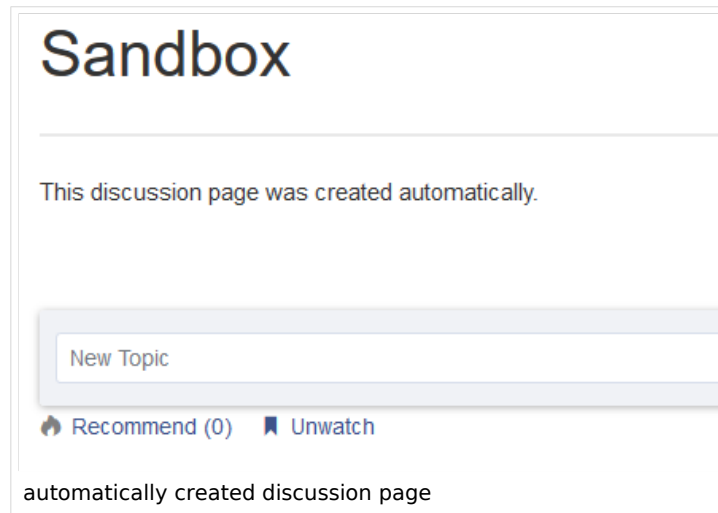 Sandbox
This discussion page was created automatically.
New Topic
Recommend (0) Unwatch
automatically created discussion page